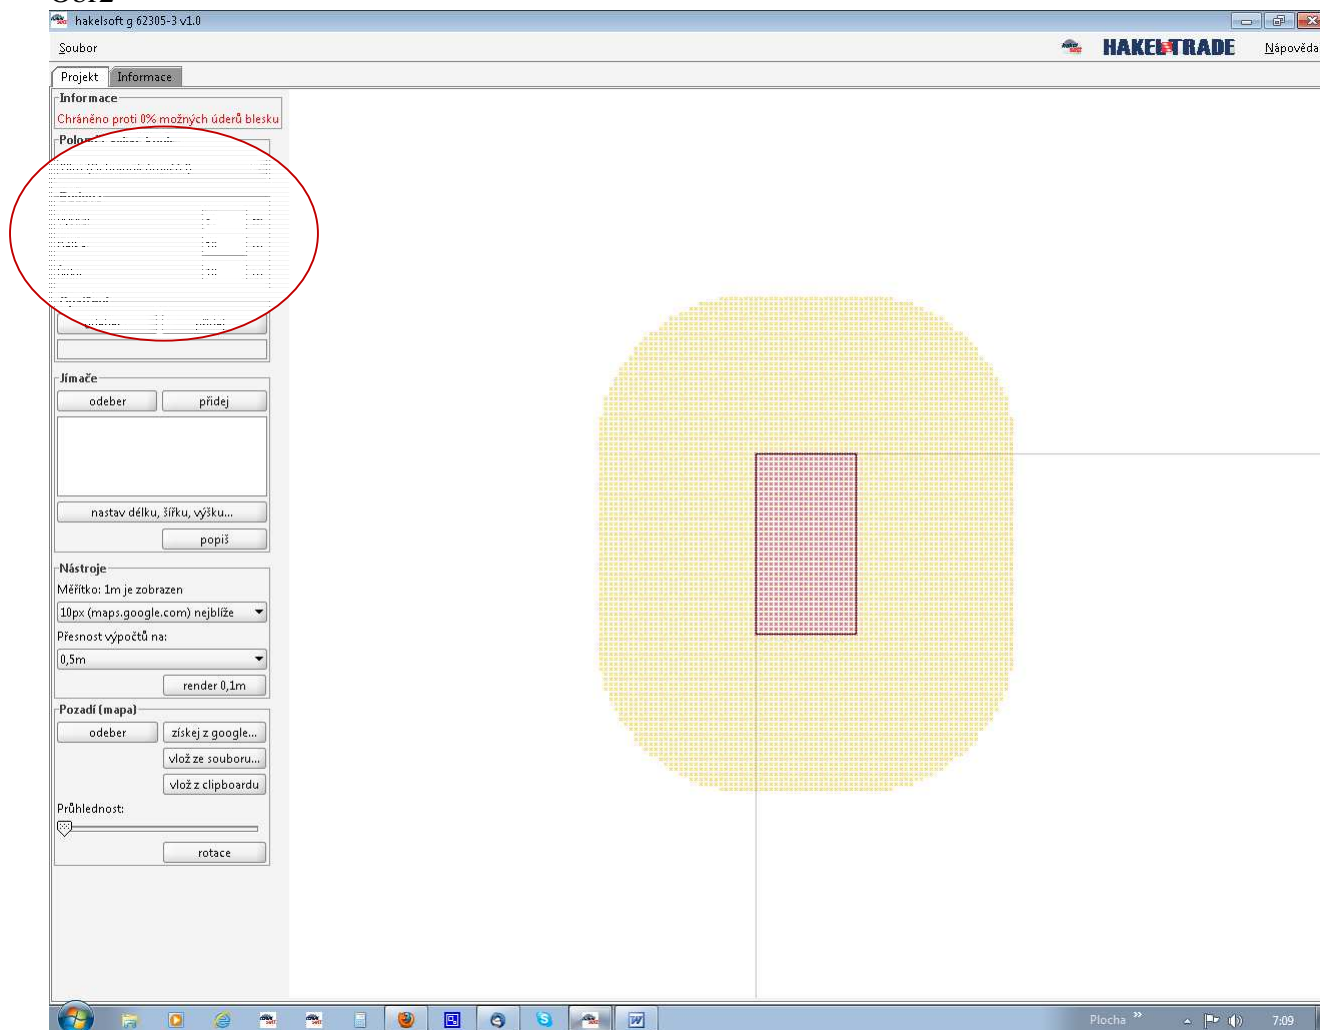 hakelsoft g 62305-3 v1.0
Soubor
HAKEL TRADE
Nápověda
Projekt
Informace
Informace
Chráněno proti 0% možných úderů blesku
Jímače
odeber
přidej
nastav délku, šířku, výšku...
popiš
Nástroje
Měřítko: 1m je zobrazen
10px (maps.google.com) nejblíže
Přesnost výpočtů na:
0,5m
render 0,1m
Pozadí (mapa)
odeber
získej z google...
vlož ze souboru...
vlož z clipboardu
Průhlednost:
rotace
Plocha
7:09